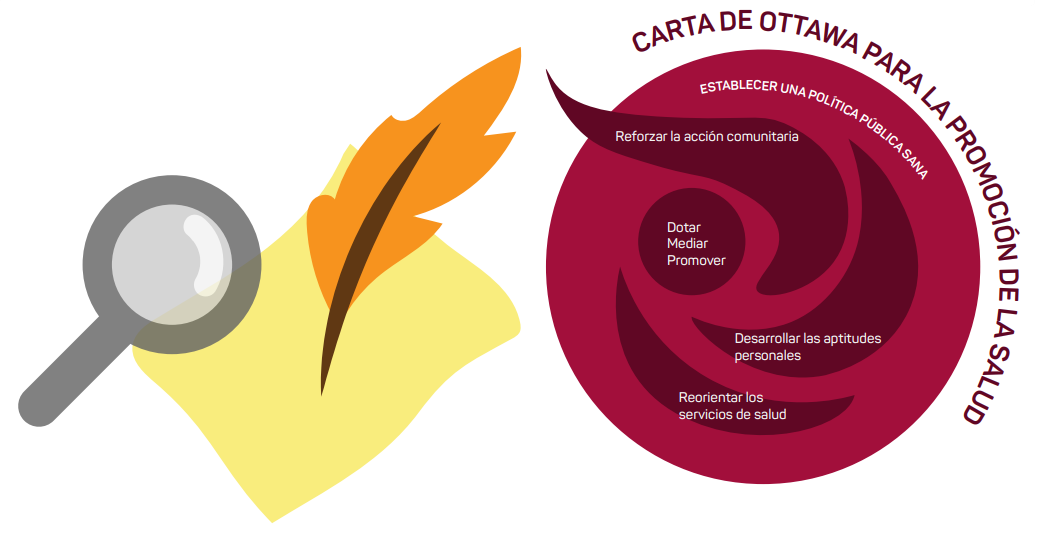 CARTA DE OTTAWA PARA LA PROMOCIÓN DE LA SALUD
ESTABLECER UNA POLÍTICA PÚBLICA SANA
Reforzar la acción comunitaria
Dotar
Mediar
Promover
Desarrollar las aptitudes
personales
Reorientar los
servicios de salud